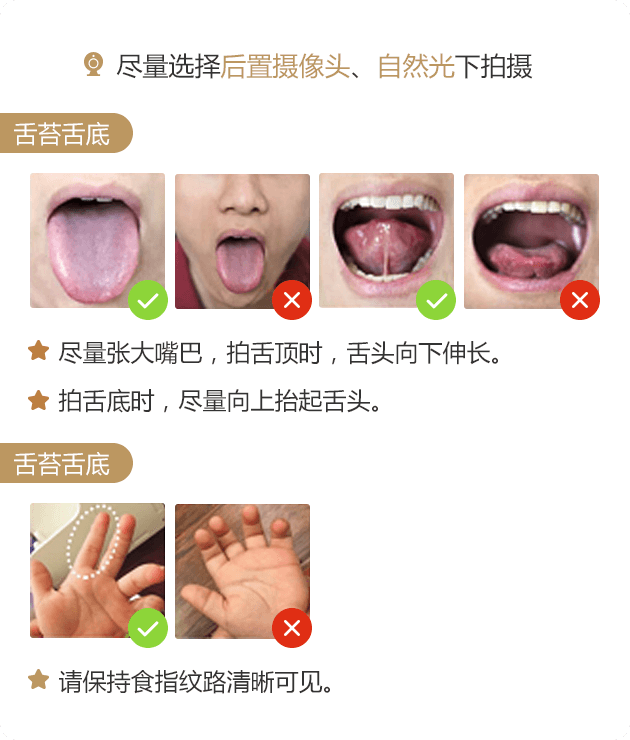 尽量选择后置摄像头、自然光下拍摄
舌苔舌底
尽量张大嘴巴，拍舌顶时，舌头向下伸长。
拍舌底时，尽量向上抬起舌头。
舌苔舌底
请保持食指纹路清晰可见。